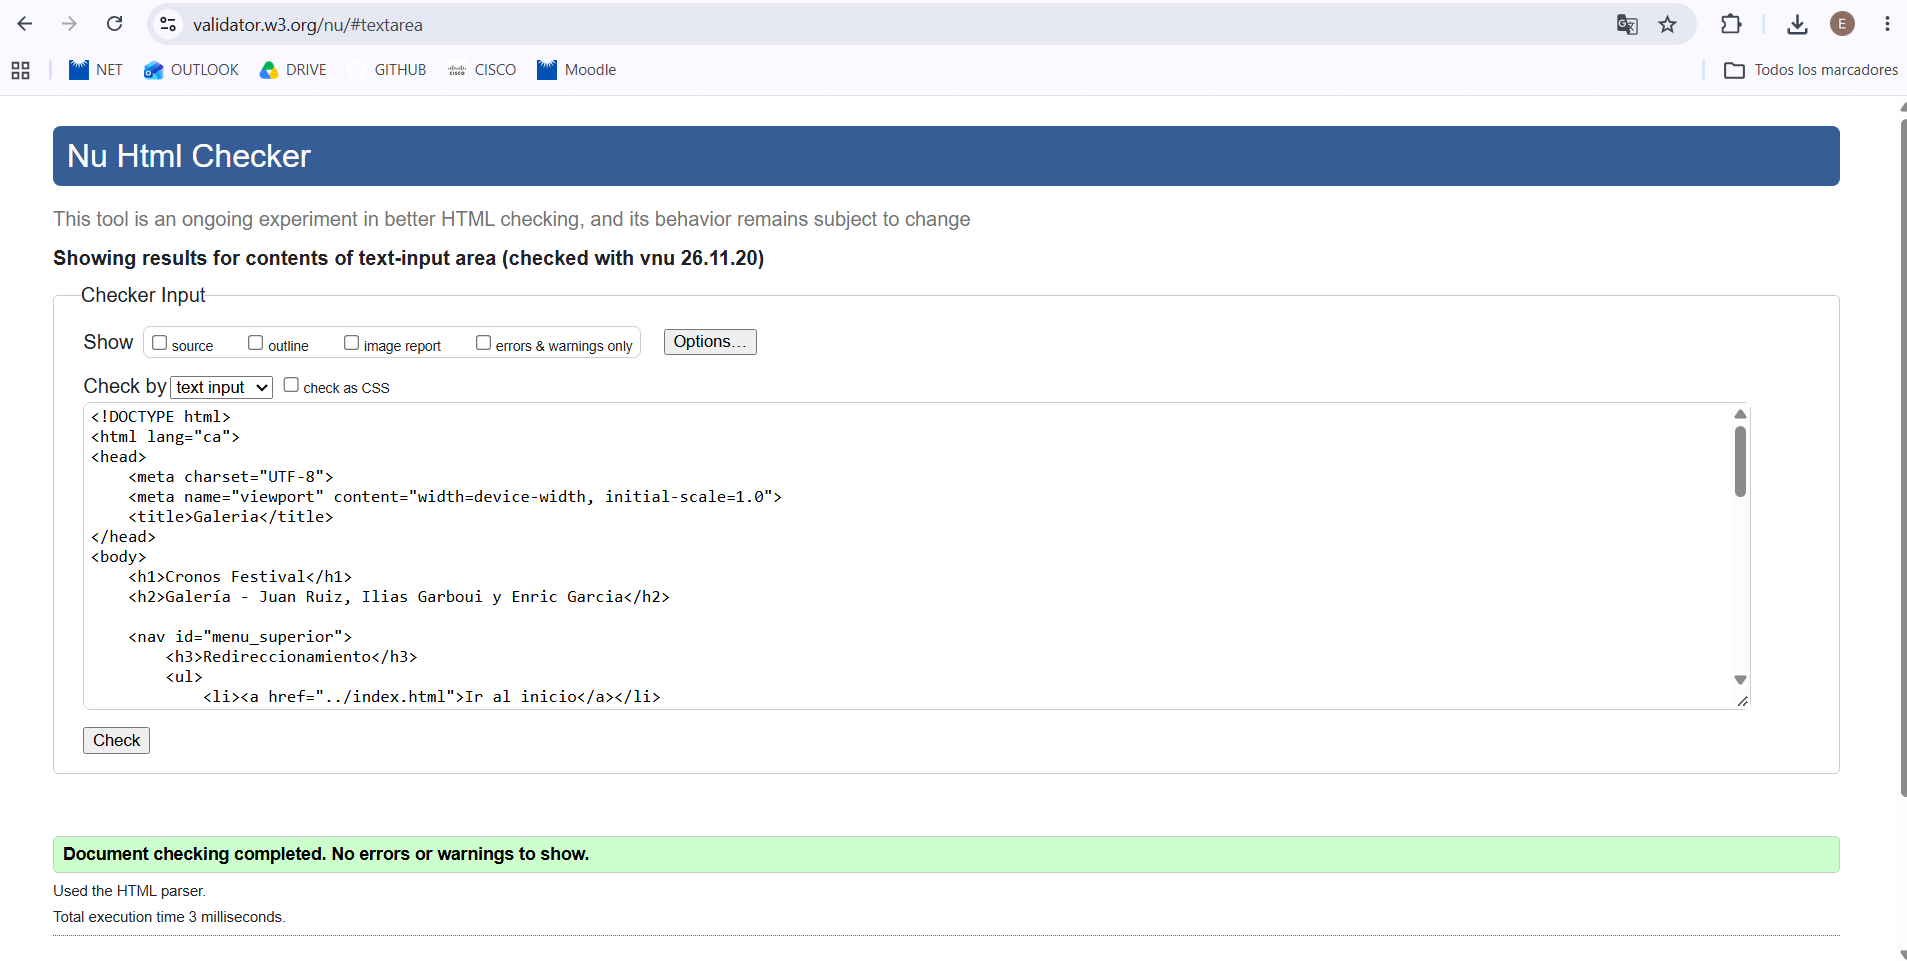 validator.w3.org/nu/#textarea
E
NET OUTLOOK DRIVE GITHUB CISCO Moodle Todos los marcadores
Nu Html Checker
This tool is an ongoing experiment in better HTML checking, and its behavior remains subject to change
Showing results for contents of text-input area (checked with vnu 26.11.20)
Checker Input
Show source outline image report errors & warnings only Options...
Check by text input check as CSS
<!DOCTYPE html>
<html lang="ca">
<head>
    <meta charset="UTF-8">
    <meta name="viewport" content="width=device-width, initial-scale=1.0">
    <title>Galeria</title>
</head>
<body>
    <h1>Cronos Festival</h1>
    <h2>Galería - Juan Ruiz, Ilias Garboui y Enric Garcia</h2>
    <nav id="menu_superior">
        <h3>Redireccionamiento</h3>
        <ul>
            <li><a href="../index.html">Ir al inicio</a></li>
Check
Document checking completed. No errors or warnings to show.
Used the HTML parser.
Total execution time 3 milliseconds.